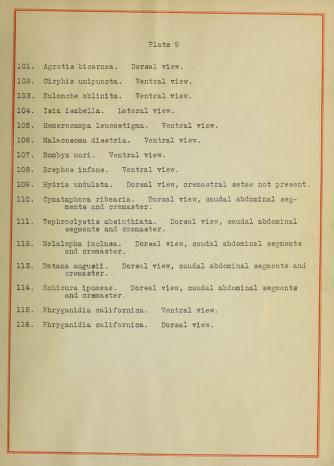 Plate 9
101. Agrotis bicarnea. Dorsal view.
102. Cirphis unipuncta. Ventral view.
103. Eulonche oblinita. Ventral view.
104. Isia isabella. Lateral view.
105. Hemerocampa leucostigma. Ventral view.
106. Malacosoma disstria. Ventral view.
107. Bombyx mori. Ventral view.
108. Brephos infans. Ventral view.
109. Hydria undulata. Dorsal view, cremastral setae not present.
110. Cymatophora ribearia. Dorsal view, caudal abdominal seg-
ments and cremaster.
111. Tephroclystis absinthiata. Dorsal view, caudal abdominal
segments and cremaster.
112. Melalopha inclusa. Dorsal view, caudal abdominal segments
and cremaster.
113. Datana angusii. Dorsal view, caudal abdominal segments and
cremaster.
114. Schizura ipomeae. Dorsal view, caudal abdominal segments
and cremaster.
115. Phryganidia californica. Ventral view.
116. Phryganidia californica. Dorsal view.